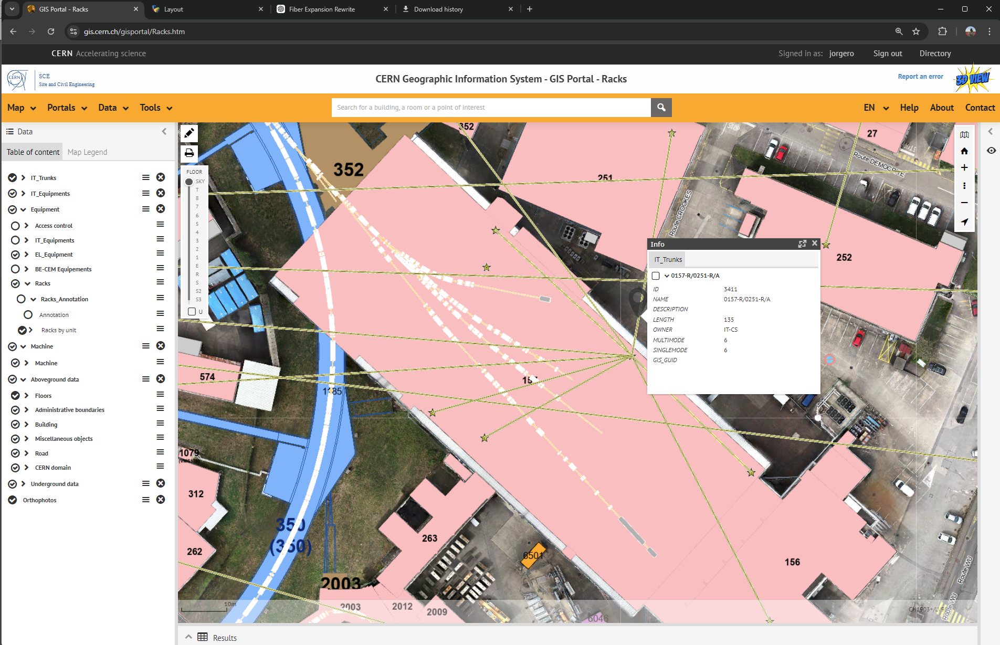 GIS Portal - Racks
Layout
Fiber Expansion Rewrite
Download history
gis.cern.ch/gisportal/Racks.htm
CERN Accelerating science
Signed in as: jorgero
Sign out
Directory
CERN
SCE
Site and Civil Engineering
CERN Geographic Information System - GIS Portal - Racks
Report an error
3D VIEW
Map
Portals
Data
Tools
Search for a building, a room or a point of interest
EN
Help
About
Contact
Data
Table of content
Map Legend
IT_Trunks
IT_Equipments
Equipment
Access control
IT_Equipments
EL_Equipment
BE-CEM Equipements
Racks
Racks_Annotation
Annotation
Racks by unit
Machine
Machine
Aboveground data
Floors
Administrative boundaries
Building
Miscellaneous objects
Road
CERN domain
Underground data
Orthophotos
FLOOR
SKY
T
8
7
6
5
4
3
2
1
E
R
S
S2
S3
U
352
352
251
27
Route DEMOCRITE
Route CROOKES
252
Info
IT_Trunks
0157-R/0251-R/A
ID 3411
NAME 0157-R/0251-R/A
DESCRIPTION
LENGTH 135
OWNER IT-CS
MULTIMODE 6
SINGLEMODE 6
GIS_GUID
574
1185
1079
312
350
(350)
262
263
6501
156
2003
2003
2012
2009
6046
Route WU
Route WU
10m
CH1903+/LV95
Results